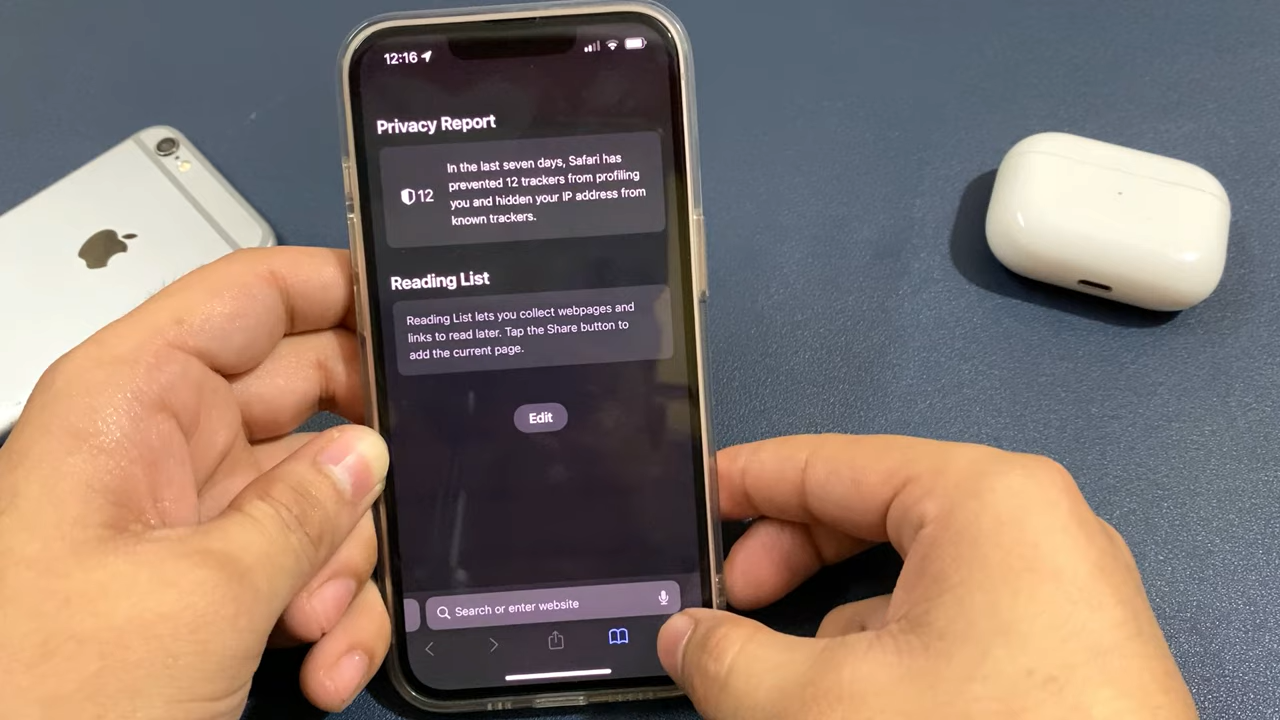 12:16
Privacy Report
12
In the last seven days, Safari has
prevented 12 trackers from profiling
you and hidden your IP address from
known trackers.
Reading List
Reading List lets you collect webpages and
links to read later. Tap the Share button to
add the current page.
Edit
Search or enter website